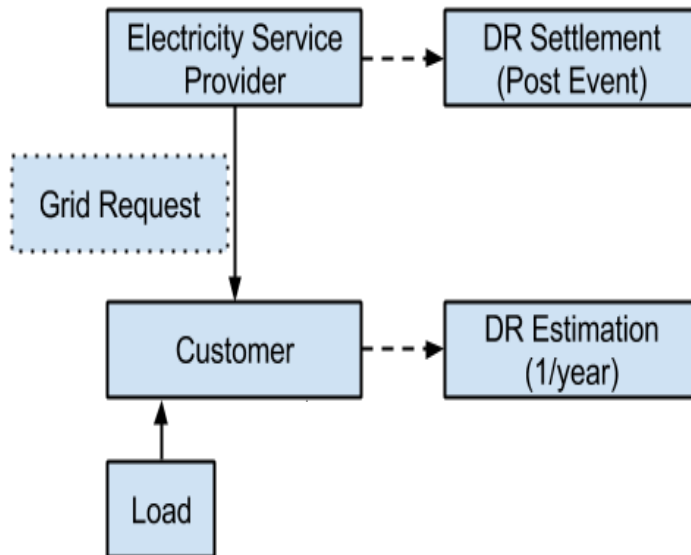 Electricity Service
Provider
DR Settlement
(Post Event)
Grid Request
Customer
DR Estimation
(1/year)
Load